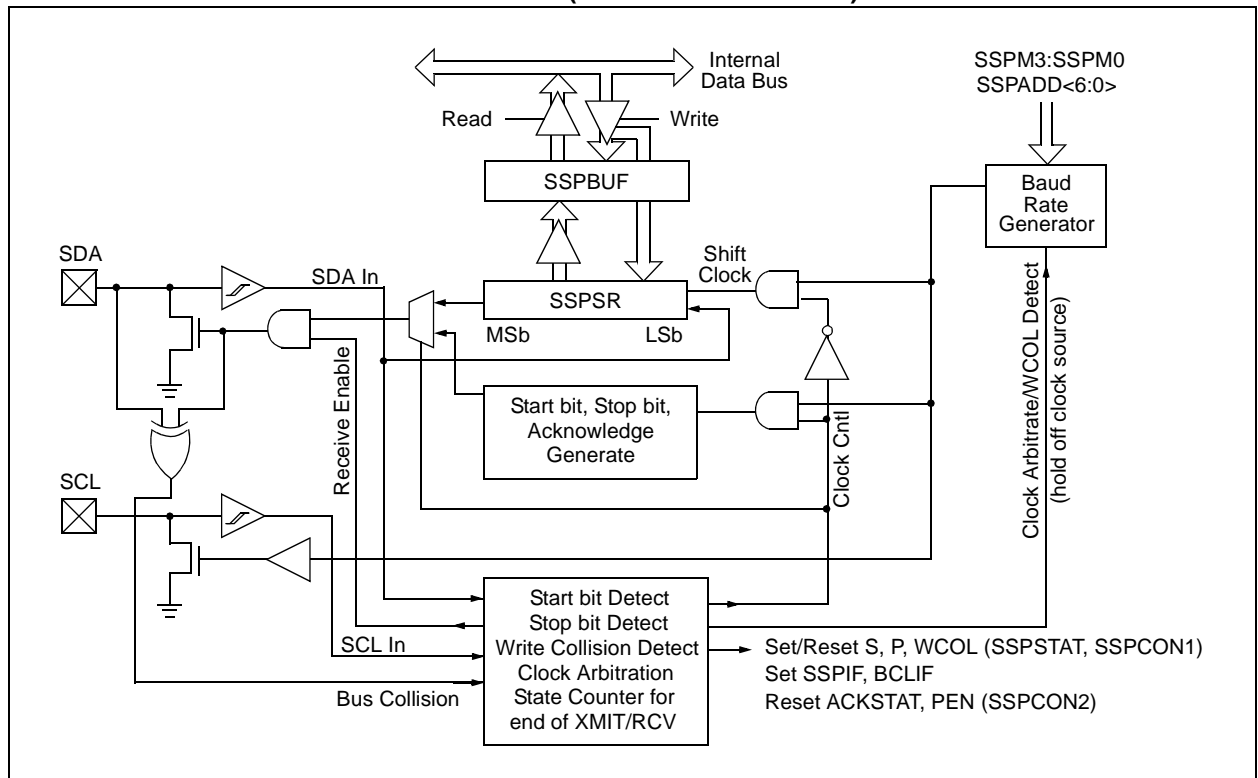 Internal
Data Bus
SSPM3:SSPM0
SSPADD<6:0>
Read
Write
SSPBUF
Baud
Rate
Generator
SDA
SDA In
Shift
Clock
SSPSR
MSb
LSb
Start bit, Stop bit,
Acknowledge
Generate
Receive Enable
Clock Cntl
Clock Arbitrate/WCOL Detect
(hold off clock source)
SCL
SCL In
Bus Collision
Start bit Detect
Stop bit Detect
Write Collision Detect
Clock Arbitration
State Counter for
end of XMIT/RCV
Set/Reset S, P, WCOL (SSPSTAT, SSPCON1)
Set SSPIF, BCLIF
Reset ACKSTAT, PEN (SSPCON2)